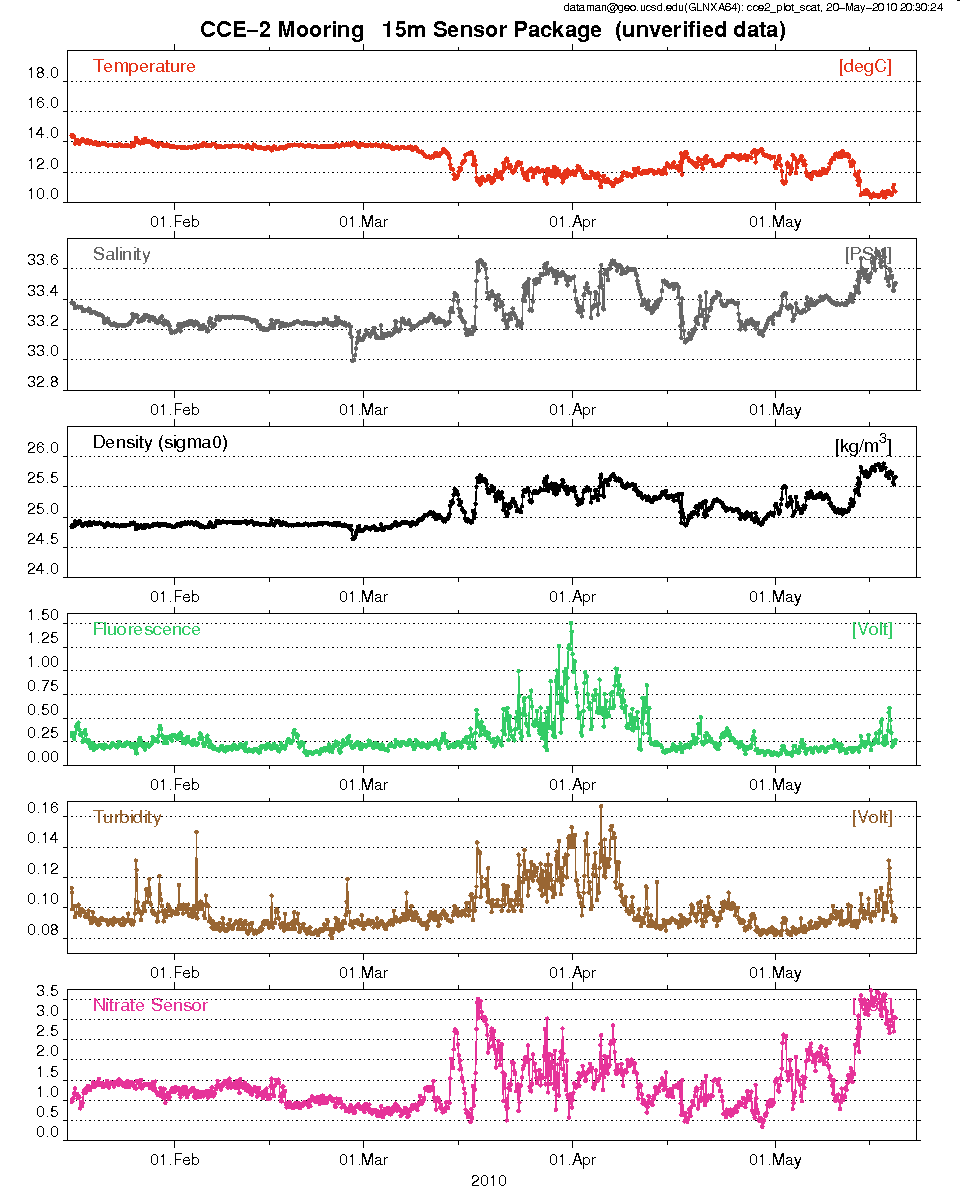 dataman@geo.ucsd.edu(GLNXA64): cce2_plot_scat, 20-May-2010 20:30:24
CCE-2 Mooring 15m Sensor Package (unverified data)
Temperature [degC]
18.0
16.0
14.0
12.0
10.0
01.Feb 01.Mar 01.Apr 01.May
Salinity [PSU]
33.6
33.4
33.2
33.0
32.8
01.Feb 01.Mar 01.Apr 01.May
Density (sigma0) [kg/m3]
26.0
25.5
25.0
24.5
24.0
01.Feb 01.Mar 01.Apr 01.May
1.50
Fluorescence [Volt]
1.25
1.00
0.75
0.50
0.25
0.00
01.Feb 01.Mar 01.Apr 01.May
0.16
Turbidity [Volt]
0.14
0.12
0.10
0.08
01.Feb 01.Mar 01.Apr 01.May
3.5
Nitrate Sensor
3.0
2.5
2.0
1.5
1.0
0.5
0.0
01.Feb 01.Mar 01.Apr 01.May
2010